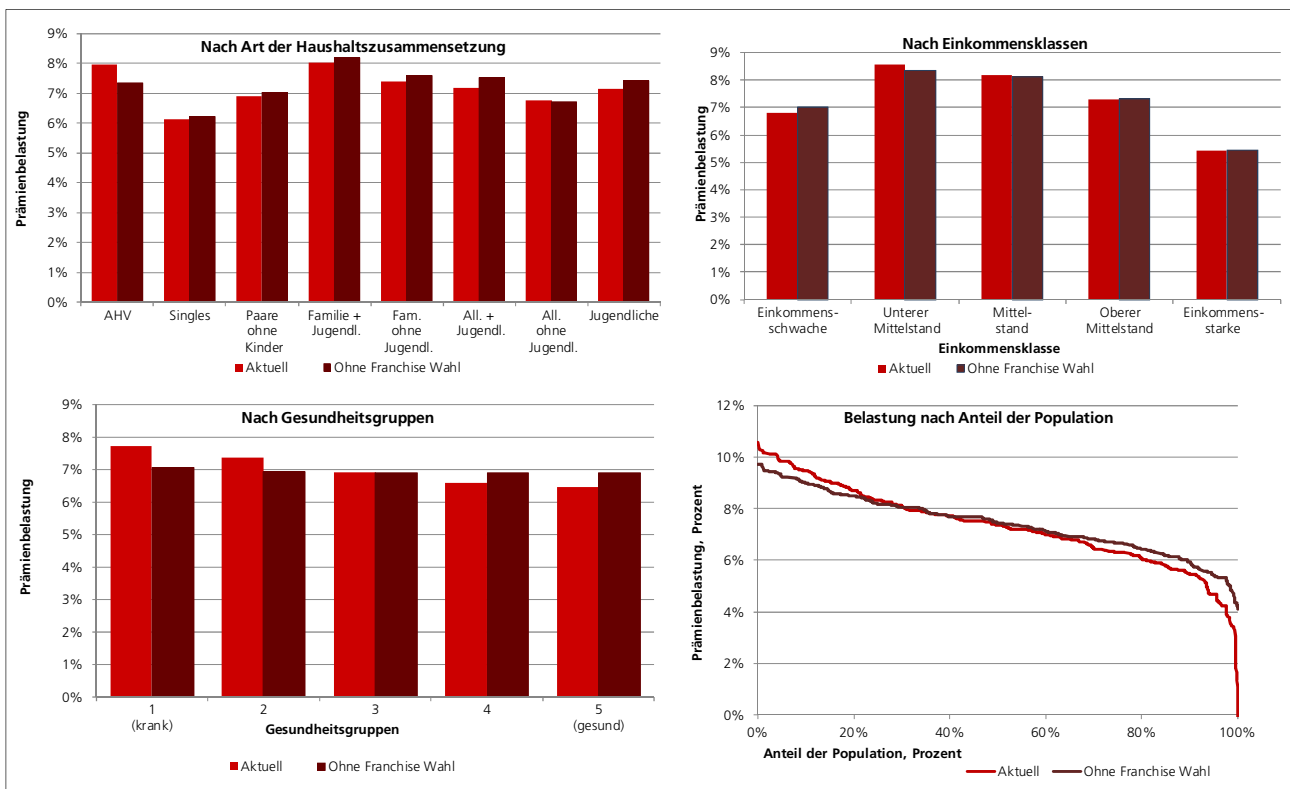 Nach Art der Haushaltszusammensetzung
Prämienbelastung
9%
8%
7%
6%
5%
4%
3%
2%
1%
0%
AHV
Singles
Paare
ohne
Kinder
Familie +
Jugendl.
Fam.
ohne
Jugendl.
All. +
Jugendl.
All.
ohne
Jugendl.
Jugendliche
Aktuell
Ohne Franchise Wahl
Nach Einkommensklassen
Prämienbelastung
9%
8%
7%
6%
5%
4%
3%
2%
1%
0%
Einkommens-
schwache
Unterer
Mittelstand
Mittel-
stand
Oberer
Mittelstand
Einkommens-
starke
Einkommensklasse
Aktuell
Ohne Franchise Wahl
Nach Gesundheitsgruppen
Prämienbelastung
9%
8%
7%
6%
5%
4%
3%
2%
1%
0%
1
(krank)
2
3
4
5
(gesund)
Gesundheitsgruppen
Aktuell
Ohne Franchise Wahl
Belastung nach Anteil der Population
Prämienbelastung, Prozent
12%
10%
8%
6%
4%
2%
0%
0%
20%
40%
60%
80%
100%
Anteil der Population, Prozent
Aktuell
Ohne Franchise Wahl